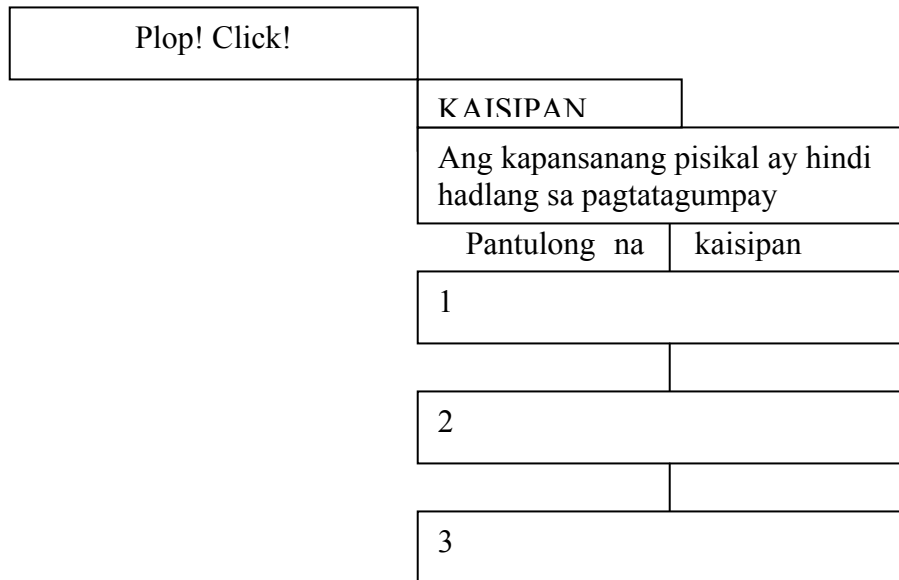 Plop! Click!
KAISIPAN
Ang kapansanang pisikal ay hindi
hadlang sa pagtatagumpay
Pantulong na kaisipan
1
2
3